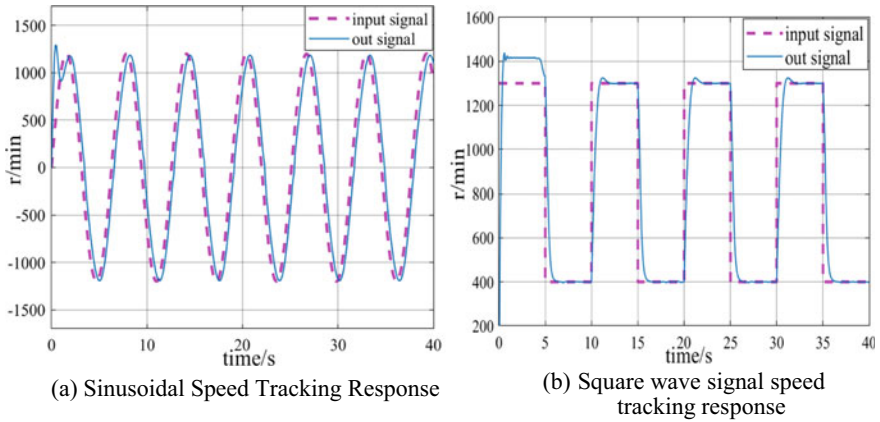 input signal
out signal
1500
1000
500
0
-500
-1000
-1500
r/min
0 10 20 30 40
time/s
(a) Sinusoidal Speed Tracking Response
input signal
out signal
1600
1400
1200
1000
800
600
400
200
r/min
0 5 10 15 20 25 30 35 40
time/s
(b) Square wave signal speed
tracking response